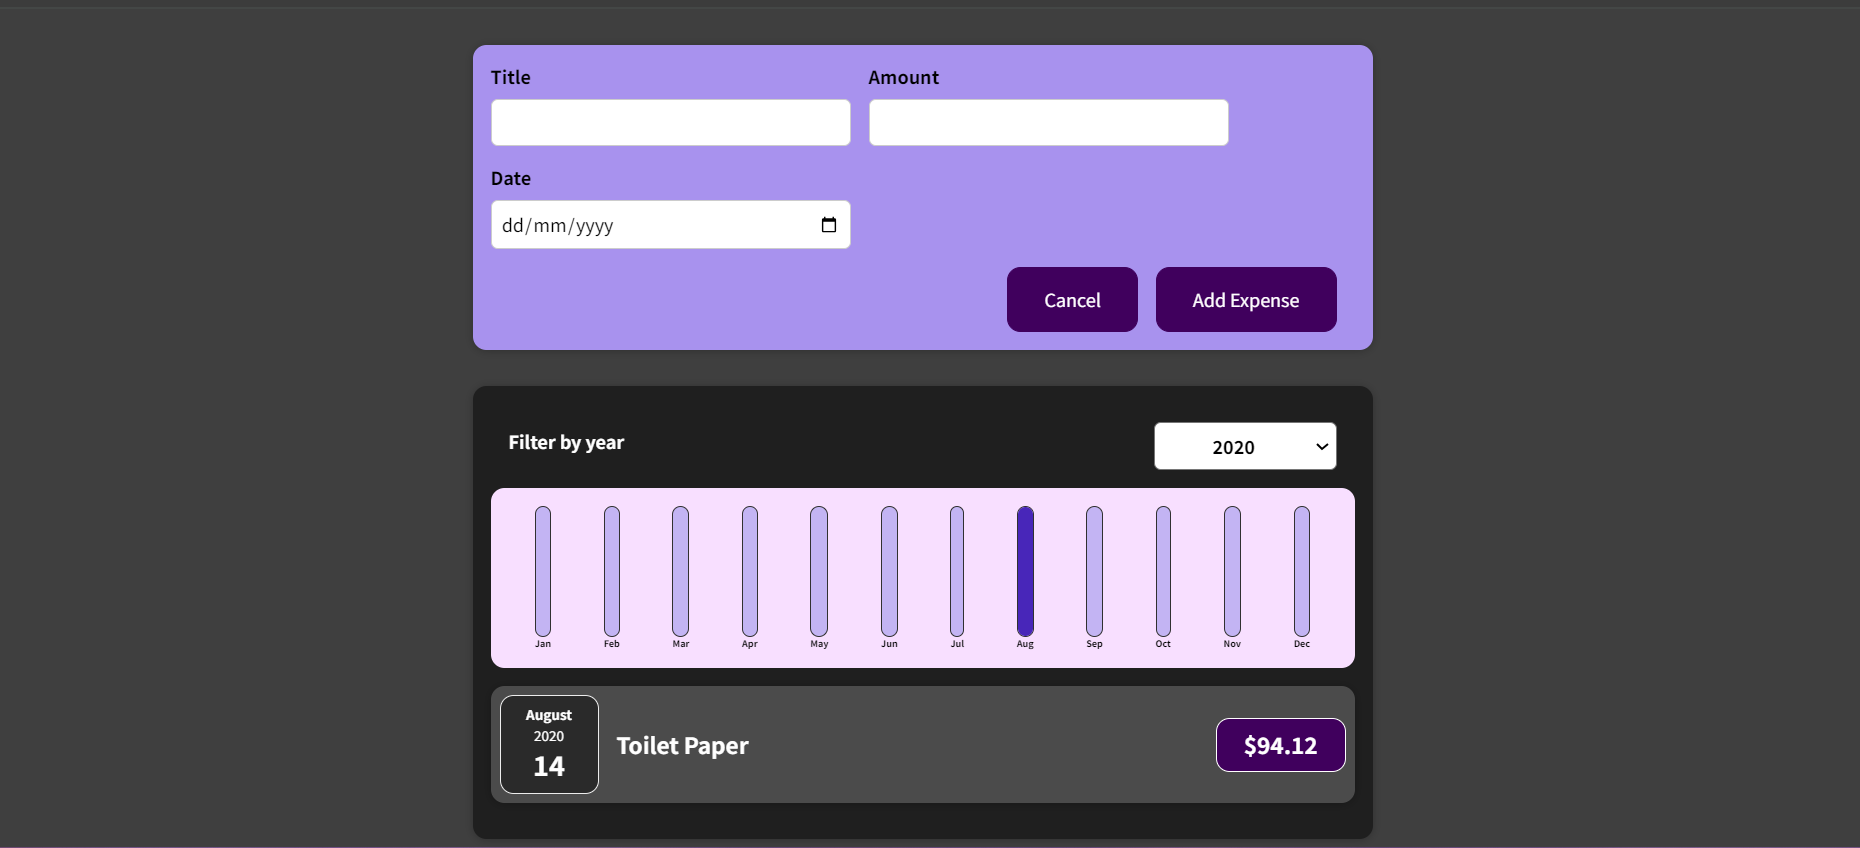 Title
Amount
Date
dd/mm/yyyy
Cancel
Add Expense
Filter by year
2020
Jan Feb Mar Apr May Jun Jul Aug Sep Oct Nov Dec
August
2020
14
Toilet Paper
$94.12